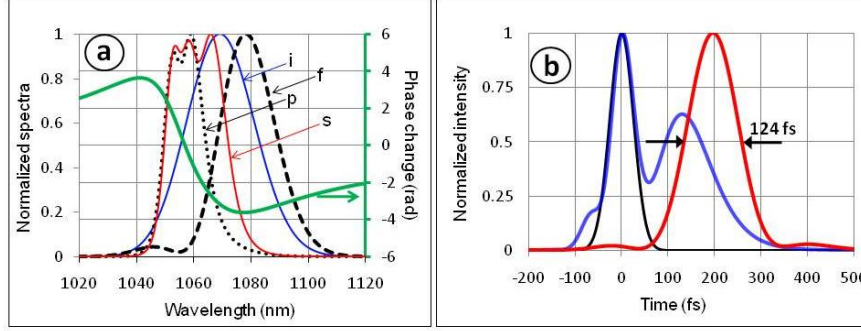 a
Normalized spectra
1
0.8
0.6
0.4
0.2
0
i
f
p
s
6
4
2
0
-2
-4
-6
Phase change (rad)
1020 1040 1060 1080 1100 1120
Wavelength (nm)
b
Normalized intensity
1
0.75
0.5
0.25
0
124 fs
-200 -100 0 100 200 300 400 500
Time (fs)